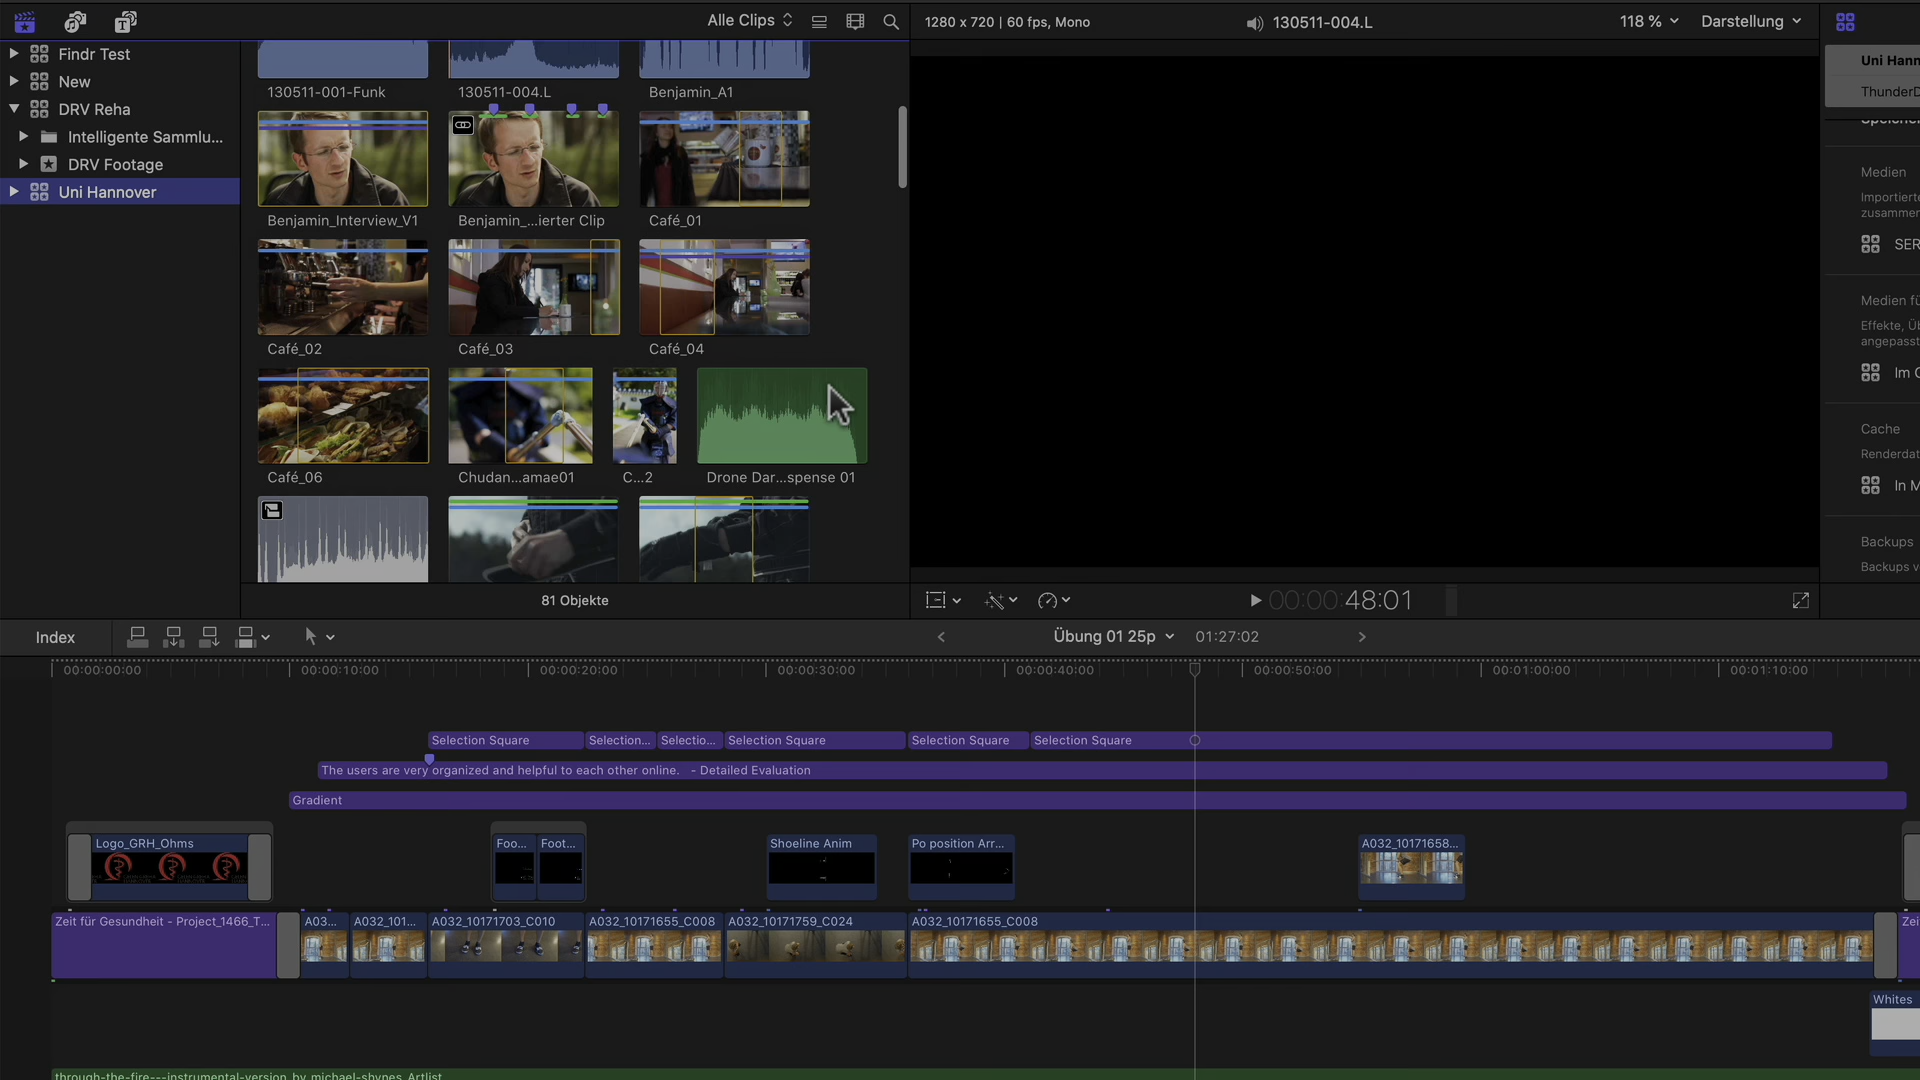 Alle Clips
1280 x 720 | 60 fps, Mono
130511-004.L
118 %
Darstellung
Findr Test
New
DRV Reha
Intelligente Sammlu...
DRV Footage
Uni Hannover
130511-001-Funk
130511-004.L
Benjamin_A1
Benjamin_Interview_V1
Benjamin_...ierter Clip
Café_01
Café_02
Café_03
Café_04
Café_06
Chudan...amae01
C...2
Drone Dar...spense 01
81 Objekte
Uni Hann
ThunderD
Speicher
Medien
Importierte
zusammen
SER
Medien fü
Effekte, Üb
angepasst
Im C
Cache
Renderdat
In M
Backups
Backups v
00:00:00:48:01
Index
Übung 01 25p
01:27:02
00:00:00:00
00:00:10:00
00:00:20:00
00:00:30:00
00:00:40:00
00:00:50:00
00:01:00:00
00:01:10:00
Selection Square
Selection...
Selectio...
Selection Square
Selection Square
Selection Square
The users are very organized and helpful to each other online. - Detailed Evaluation
Gradient
Logo_GRH_Ohms
Foo...
Foot...
Shoeline Anim
Po position Arr...
A032_10171658...
Zeit für Gesundheit - Project_1466_T...
A03...
A032_101...
A032_10171703_C010
A032_10171655_C008
A032_10171759_C024
A032_10171655_C008
Zei
Whites
through-the-fire---instrumental-version_by_michael-shynes_Artlist